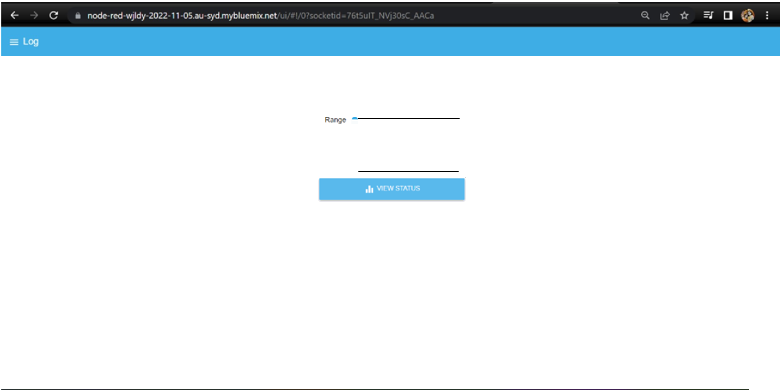 node-red-wjldy-2022-11-05.au-syd.mybluemix.net/ui/#!/0?socketid=76t5uIT_NVj30sC_AACa
Log
Range
VIEW STATUS